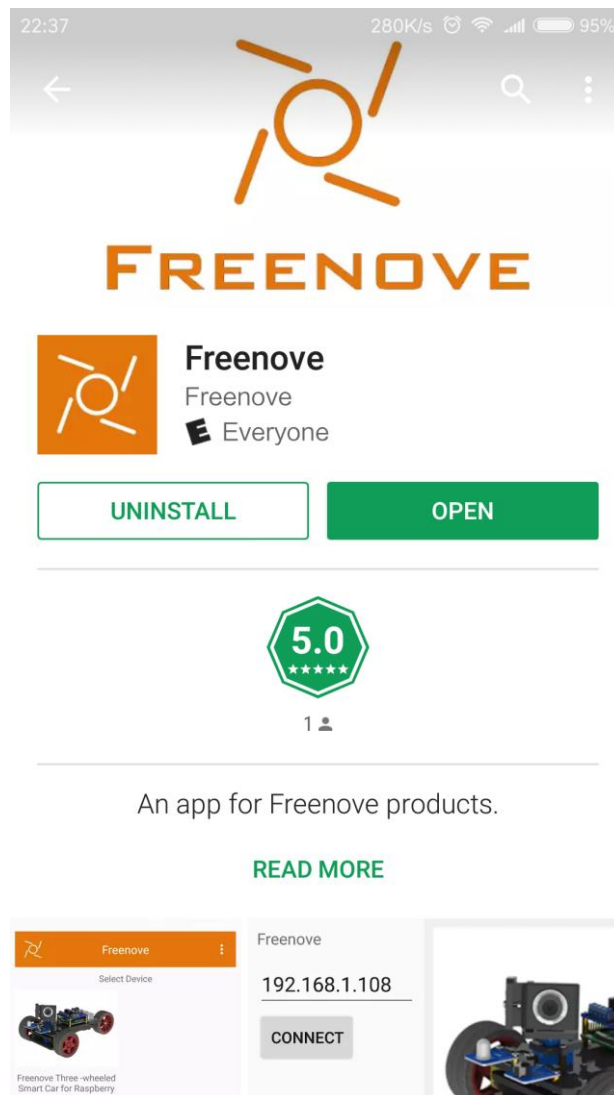 22:37
280K/s
95%
FREENOVE
Freenove
Freenove
E Everyone
UNINSTALL
OPEN
5.0
1
An app for Freenove products.
READ MORE
Freenove
Select Device
Freenove Three -wheeled
Smart Car for Raspberry
Freenove
192.168.1.108
CONNECT